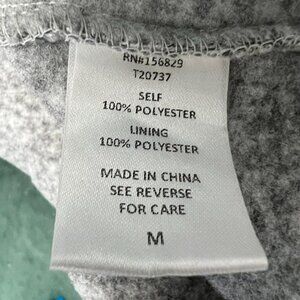 RN#156829
T20737
SELF
100% POLYESTER
LINING
100% POLYESTER
MADE IN CHINA
SEE REVERSE
FOR CARE
M